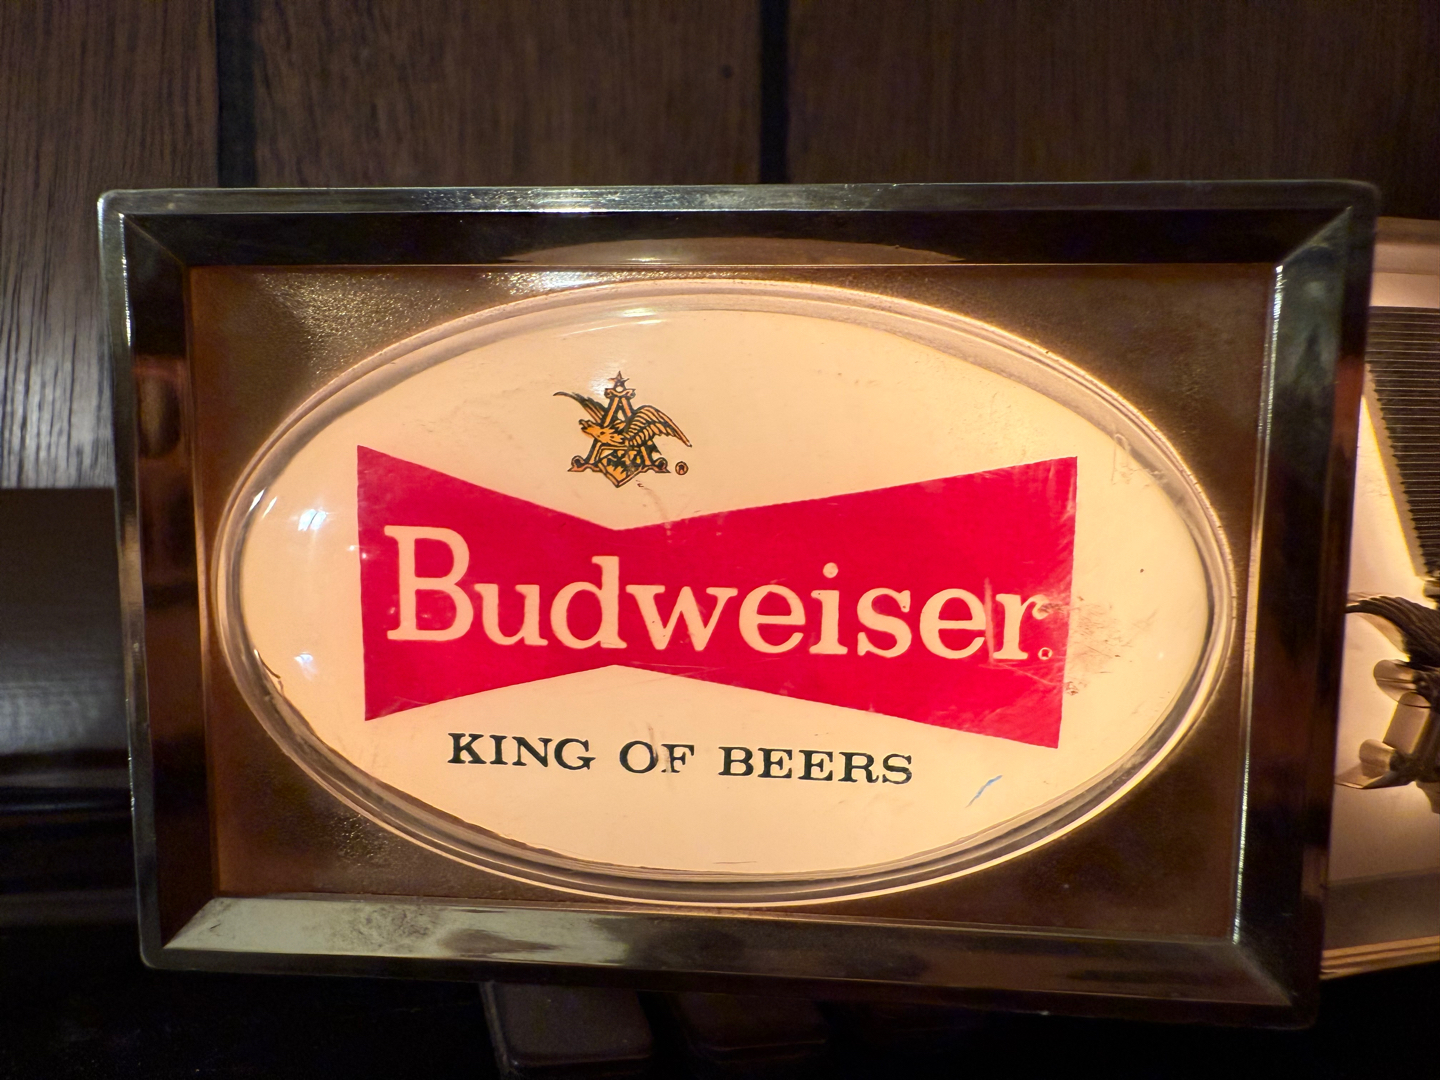 ®
Budweiser®
KING OF BEERS